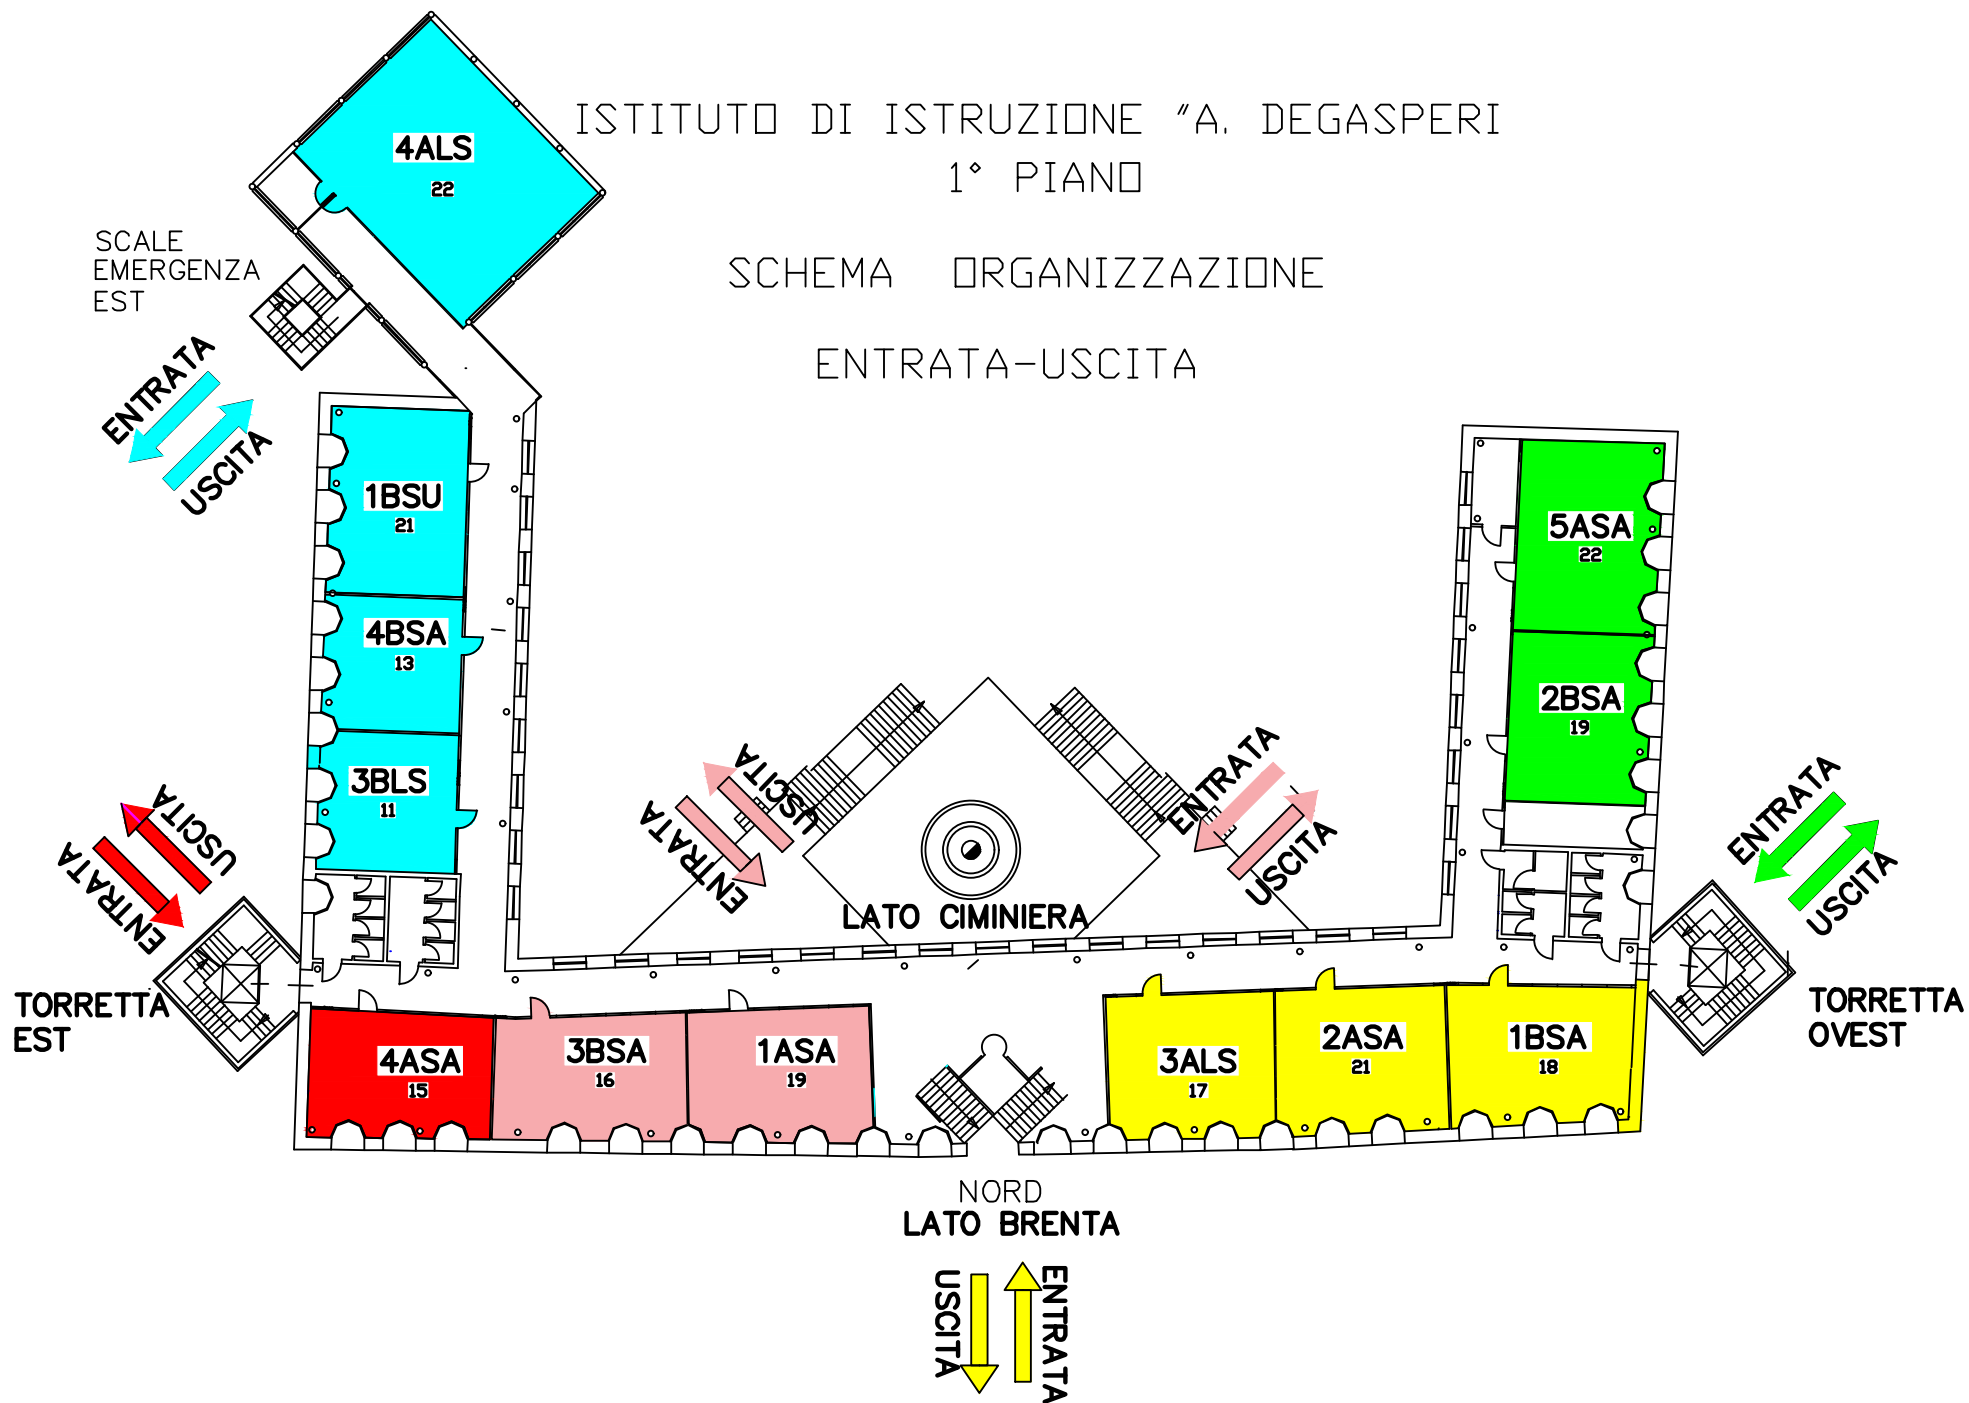 ISTITUTO DI ISTRUZIONE "A. DEGASPERI
1° PIANO
SCHEMA ORGANIZZAZIONE
ENTRATA-USCITA
4ALS
22
SCALE
EMERGENZA
EST
ENTRATA
USCITA
1BSU
21
4BSA
13
3BLS
11
5ASA
22
2BSA
19
USCITA
ENTRATA
USCITA
ENTRATA
ENTRATA
USCITA
ENTRATA
USCITA
LATO CIMINIERA
TORRETTA
EST
TORRETTA
OVEST
4ASA
15
3BSA
16
1ASA
19
3ALS
17
2ASA
21
1BSA
18
NORD
LATO BRENTA
USCITA
ENTRATA